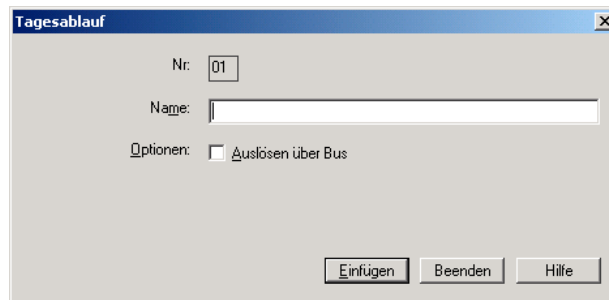 Tagesablauf
Nr: 01
Name:
Optionen: Auslösen über Bus
Einfügen Beenden Hilfe